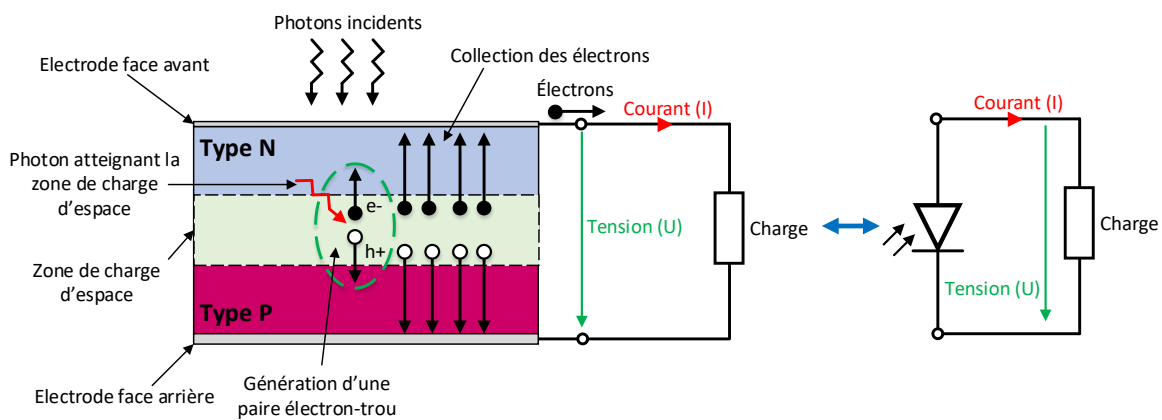 Photons incidents
Electrode face avant
Collection des électrons
Électrons
Courant (I)
Type N
Photon atteignant la
zone de charge
d'espace
e-
h+
Tension (U)
Charge
Zone de charge
d'espace
Type P
Electrode face arrière
Génération d'une
paire électron-trou
Courant (I)
Charge
Tension (U)